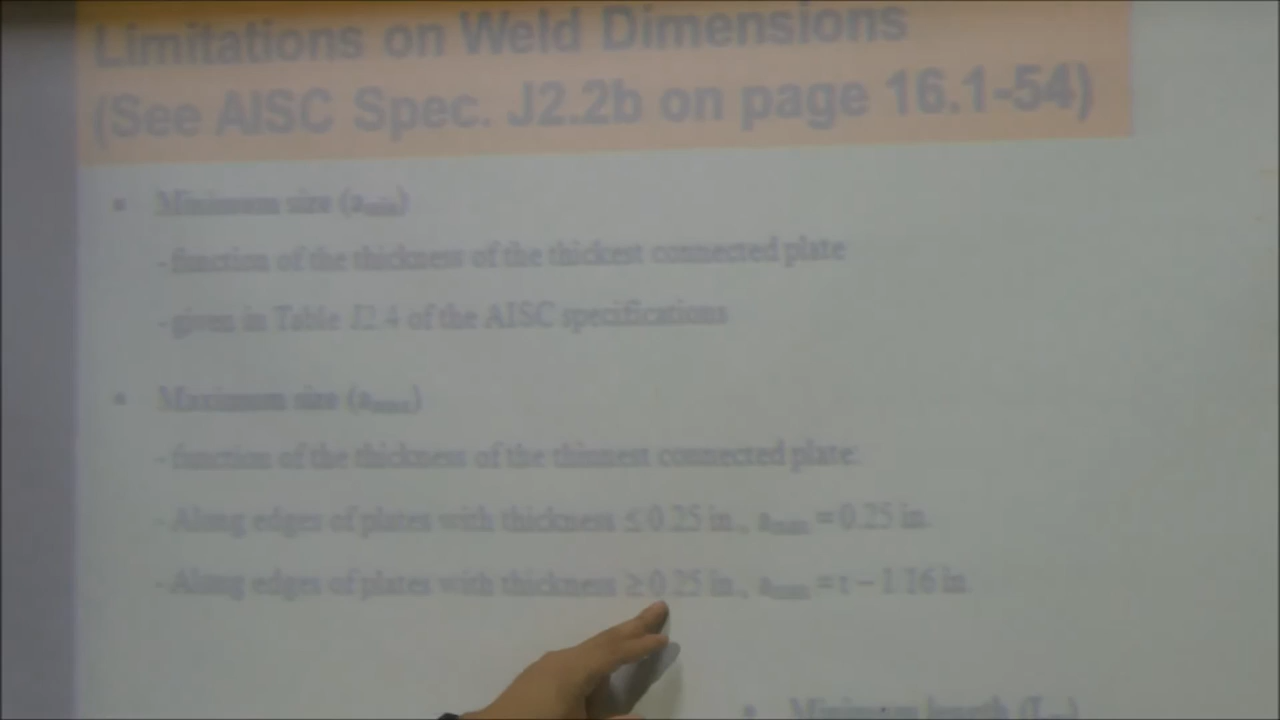 Limitations on Weld Dimensions
(See AISC Spec. J2.2b on page 16.1-54)
• Minimum size (amin)
- function of the thickness of the thickest connected plate
- given in Table J2.4 of the AISC specifications
• Maximum size (amax)
- function of the thickness of the thinnest connected plate:
- Along edges of plates with thickness ≤ 0.25 in., amax = 0.25 in.
- Along edges of plates with thickness ≥ 0.25 in., amax = t – 1/16 in.
• Minimum length